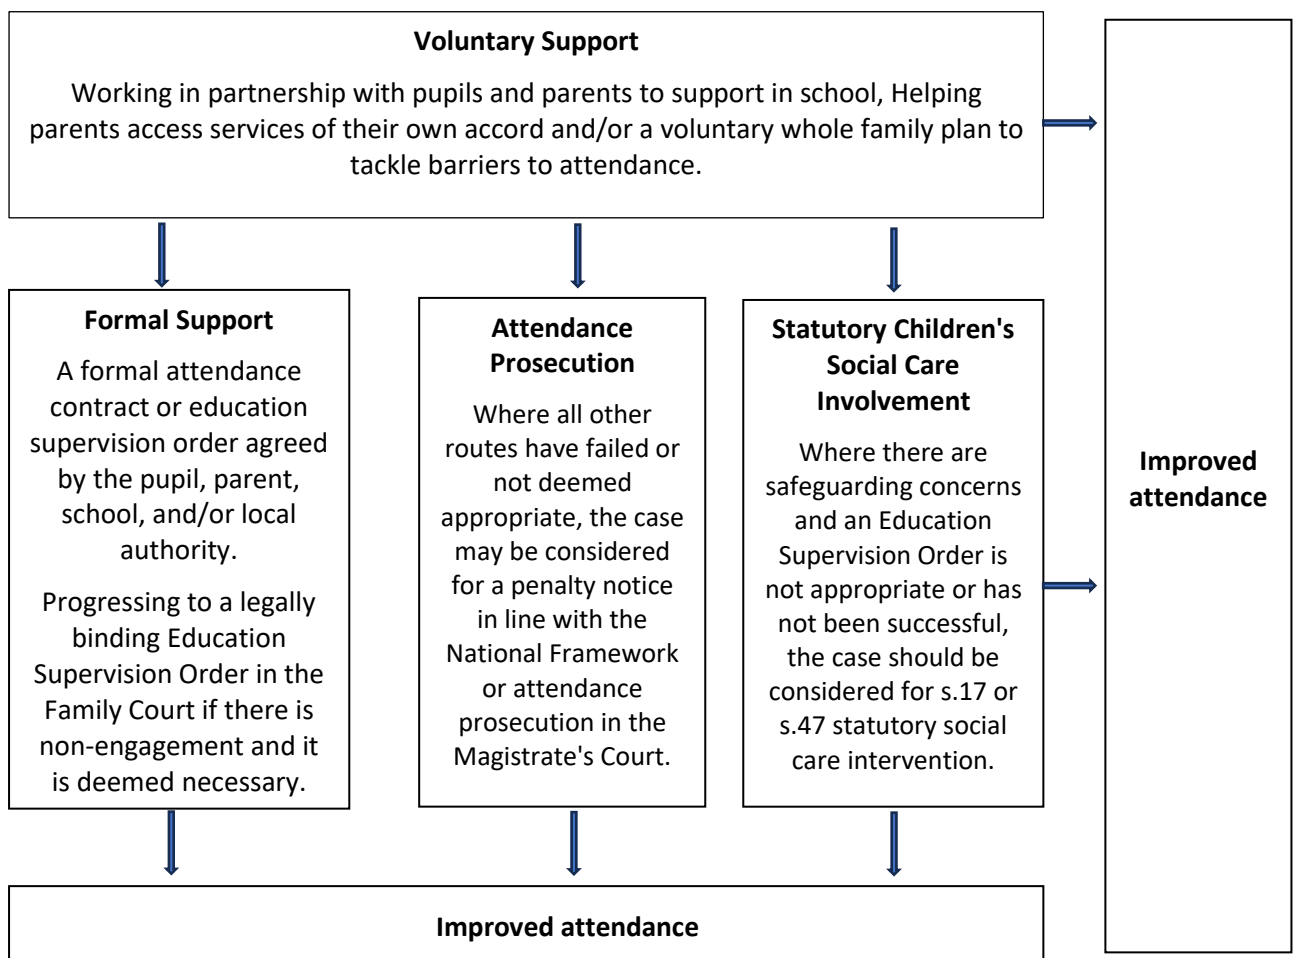 Voluntary Support
Working in partnership with pupils and parents to support in school, Helping
parents access services of their own accord and/or a voluntary whole family plan to
tackle barriers to attendance.
Formal Support
A formal attendance
contract or education
supervision order agreed
by the pupil, parent,
school, and/or local
authority.
Progressing to a legally
binding Education
Supervision Order in the
Family Court if there is
non-engagement and it
is deemed necessary.
Attendance
Prosecution
Where all other
routes have failed or
not deemed
appropriate, the case
may be considered
for a penalty notice
in line with the
National Framework
or attendance
prosecution in the
Magistrate's Court.
Statutory Children's
Social Care
Involvement
Where there are
safeguarding concerns
and an Education
Supervision Order is
not appropriate or has
not been successful,
the case should be
considered for s.17 or
s.47 statutory social
care intervention.
Improved
attendance
Improved attendance